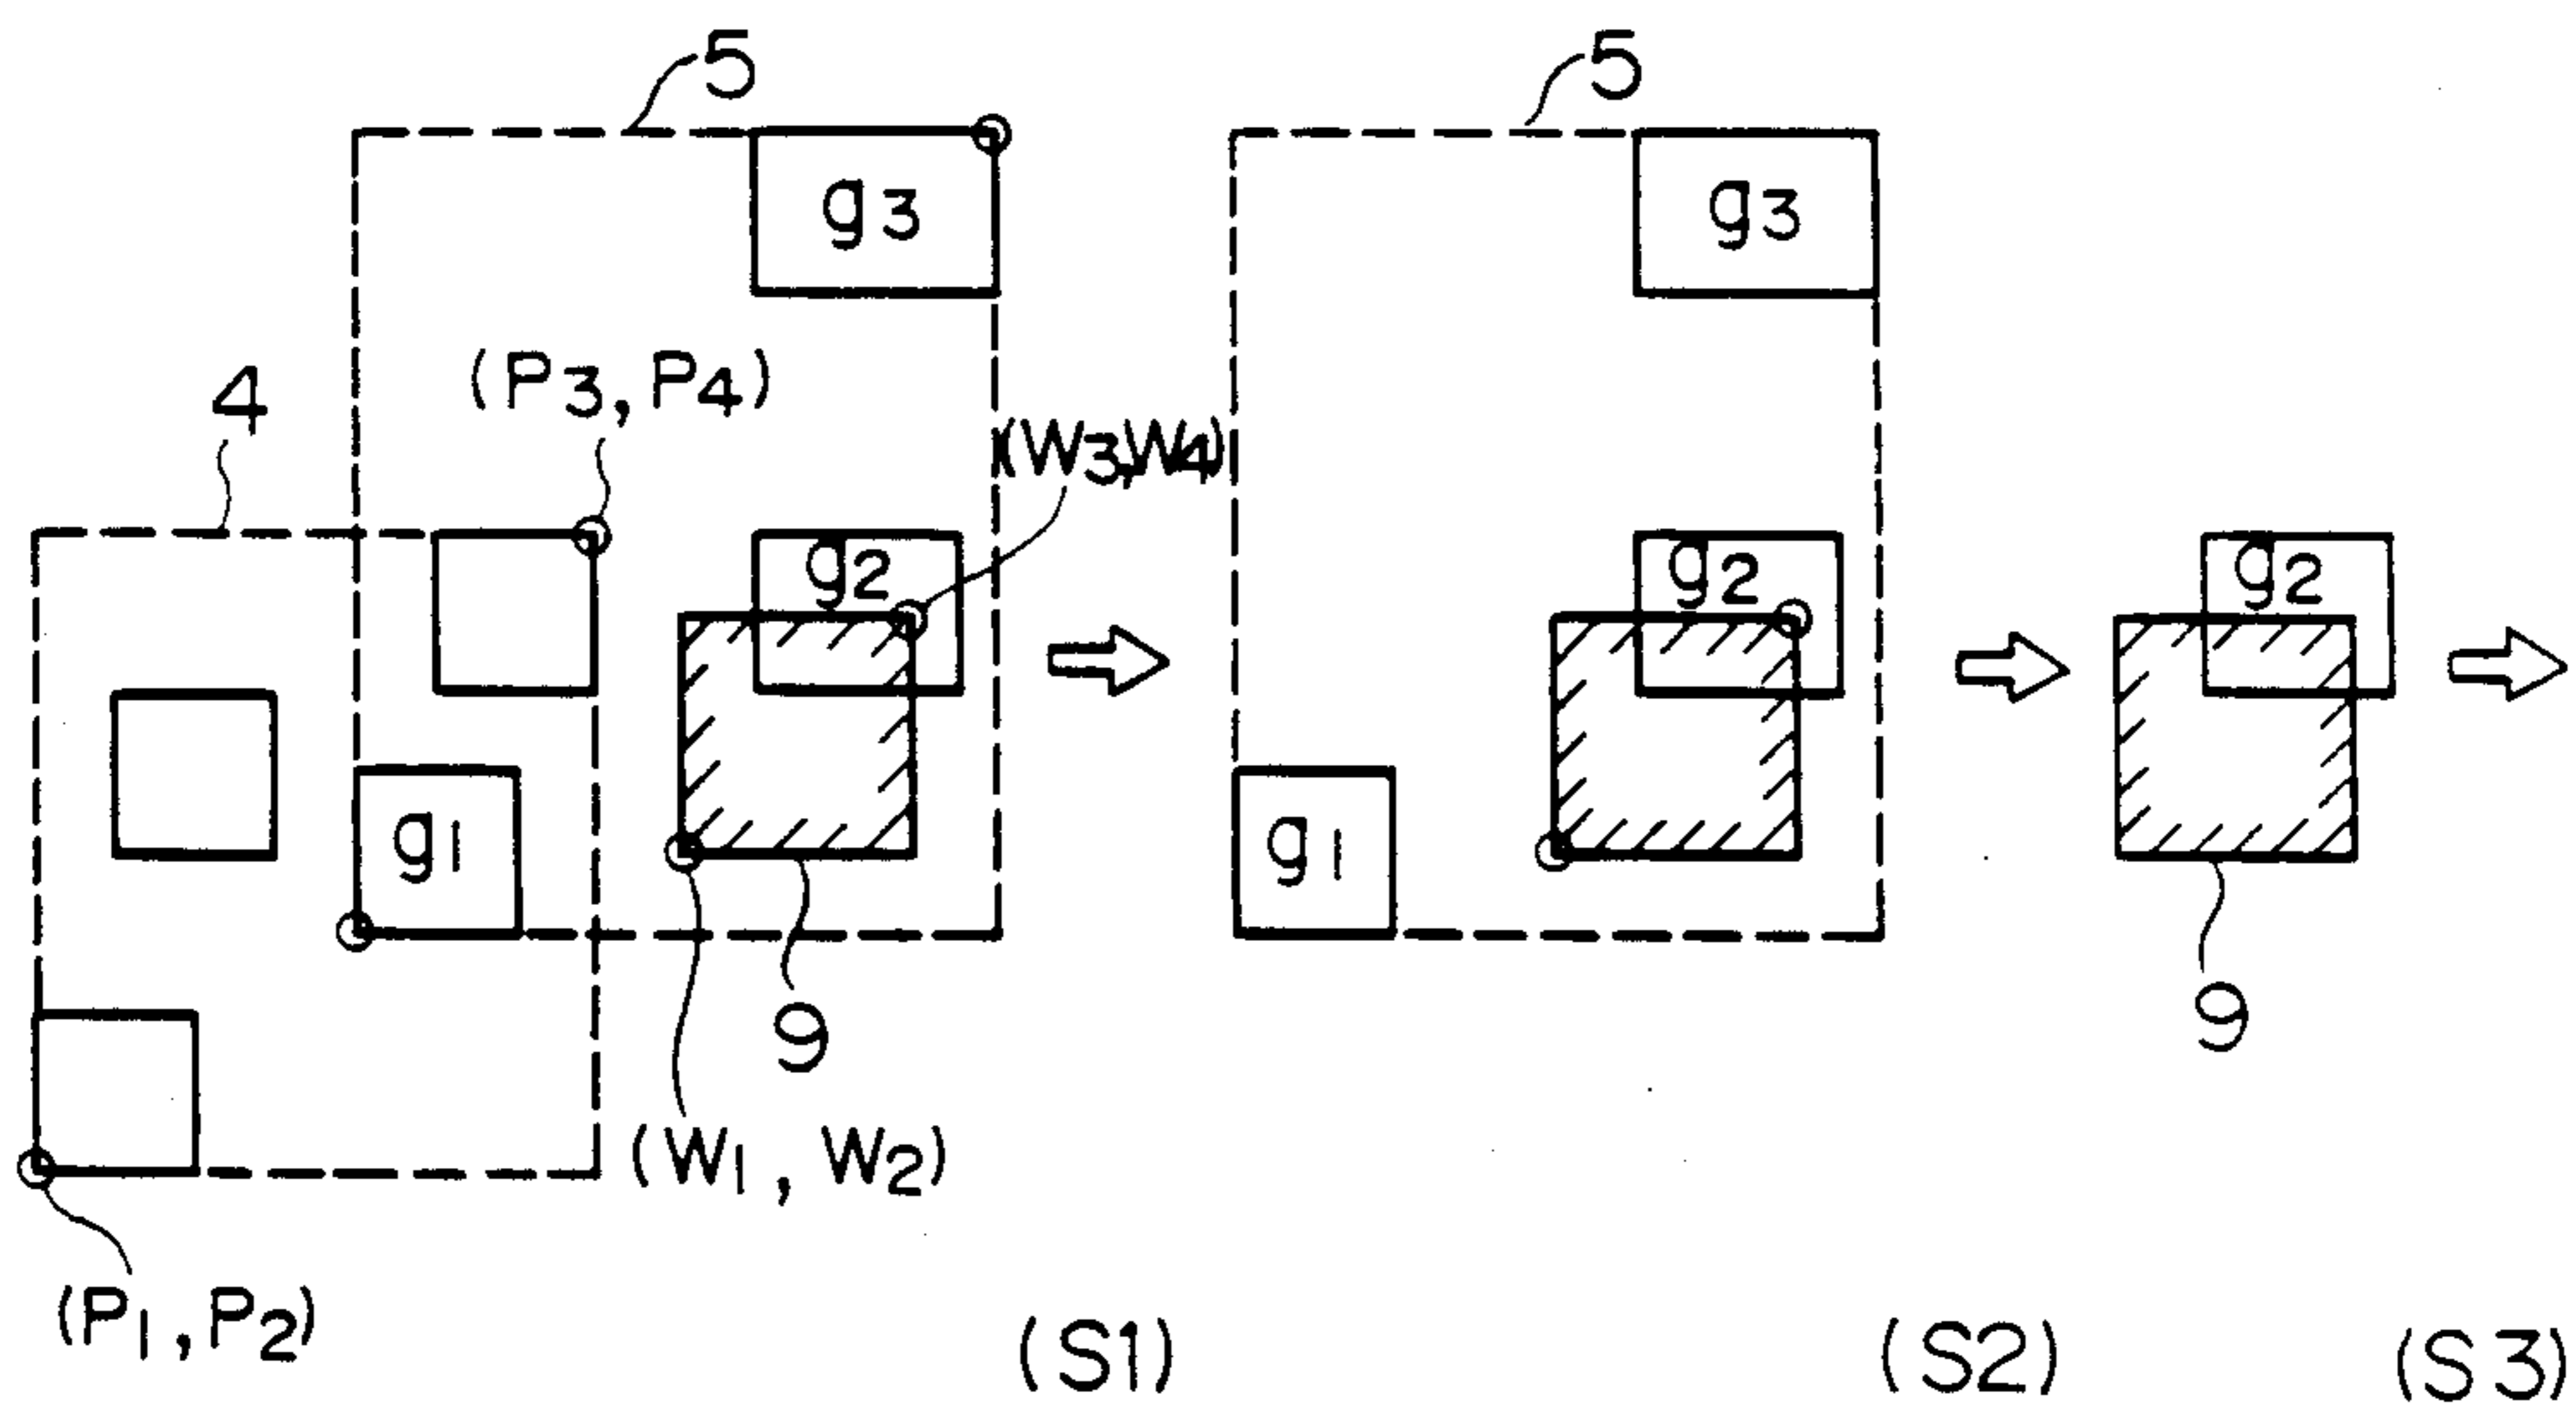 5 5
g3 g3
4 (P3, P4) (W3,W4)
g2 g2 g2
g1 g1
9 9
(W1, W2)
(P1, P2)
(S1) (S2) (S3)